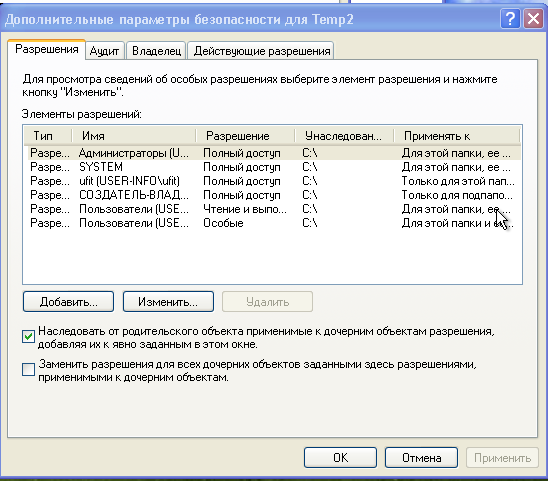 Дополнительные параметры безопасности для Temp2
Разрешения Аудит Владелец Действующие разрешения
Для просмотра сведений об особых разрешениях выберите элемент разрешения и нажмите
кнопку "Изменить".
Элементы разрешений:
Тип Имя Разрешение Унаследован... Применять к
Разре... Администраторы (U... Полный доступ C:\ Для этой папки, ее ...
Разре... SYSTEM Полный доступ C:\ Для этой папки, ее ...
Разре... ufit (USER-INFO\ufit) Полный доступ C:\ Только для этой пап...
Разре... СОЗДАТЕЛЬ-ВЛАД... Полный доступ C:\ Только для подпапо...
Разре... Пользователи (USE... Чтение и выпо... C:\ Для этой папки, ее ...
Разре... Пользователи (USE... Особые C:\ Для этой папки и
Добавить... Изменить... Удалить
Наследовать от родительского объекта применимые к дочерним объектам разрешения,
добавляя их к явно заданным в этом окне.
Заменить разрешения для всех дочерних объектов заданными здесь разрешениями,
применимыми к дочерним объектам.
OK Отмена Применить